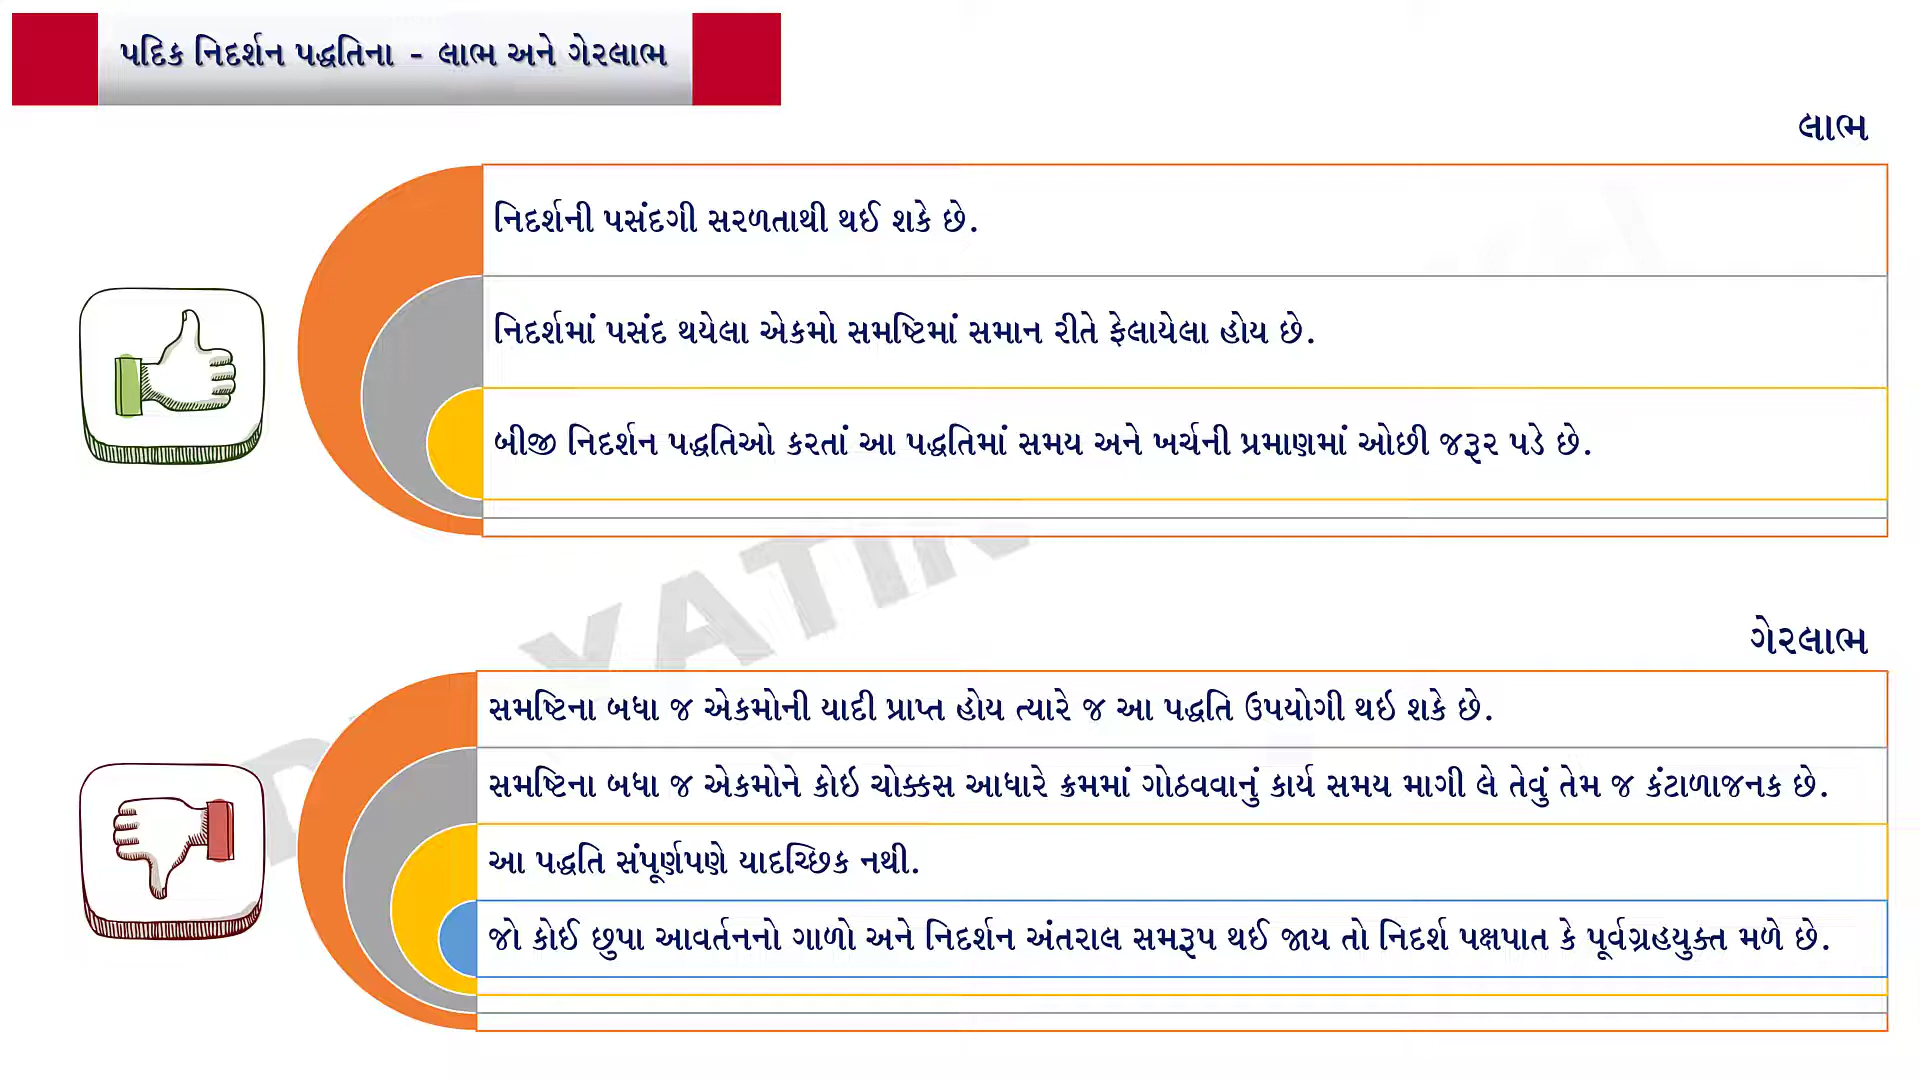 પદિક નિદર્શન પદ્ધતિના - લાભ અને ગેરલાભ
લાભ
નિદર્શની પસંદગી સરળતાથી થઈ શકે છે.
નિદર્શમાં પસંદ થયેલા એકમો સમષ્ટિમાં સમાન રીતે ફેલાયેલા હોય છે.
બીજી નિદર્શન પદ્ધતિઓ કરતાં આ પદ્ધતિમાં સમય અને ખર્ચની પ્રમાણમાં ઓછી જરૂર પડે છે.
YATIN
ગેરલાભ
સમષ્ટિના બધા જ એકમોની યાદી પ્રાપ્ત હોય ત્યારે જ આ પદ્ધતિ ઉપયોગી થઇ શકે છે.
સમષ્ટિના બધા જ એકમોને કોઇ ચોક્કસ આધારે ક્રમમાં ગોઠવવાનું કાર્ય સમય માગી લે તેવું તેમ જ કંટાળાજનક છે.
આ પદ્ધતિ સંપૂર્ણપણે યાદચ્છિક નથી.
જો કોઈ છુપા આવર્તનનો ગાળો અને નિદર્શન અંતરાલ સમરૂપ થઈ જાય તો નિદર્શ પક્ષપાત કે પૂર્વગ્રહયુક્ત મળે છે.